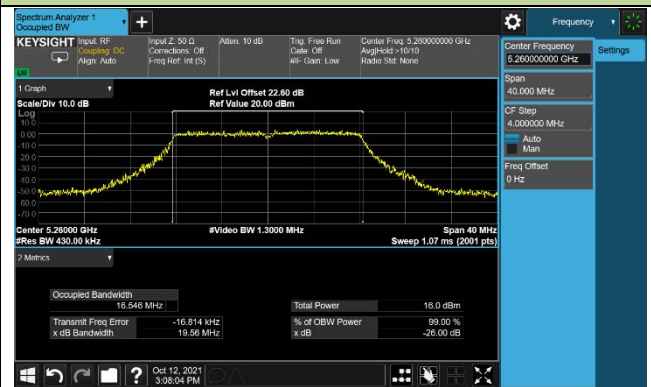 Spectrum Analyzer 1
Occupied BW
+
Frequency
KEYSIGHT
Input: RF
Coupling: DC
Align: Auto
Input Z: 50 Ω
Corrections: Off
Freq Ref: Int (S)
Atten: 10 dB
Trig: Free Run
Gate: Off
#IF Gain: Low
Center Freq: 5.260000000 GHz
Avg|Hold:>10/10
Radio Std: None
LXI
Center Frequency
5.260000000 GHz
Settings
Span
40.000 MHz
CF Step
4.000000 MHz
Auto
Man
Freq Offset
0 Hz
1 Graph
Scale/Div 10.0 dB
Ref Lvl Offset 22.60 dB
Ref Value 20.00 dBm
Log
10.0
0.00
-10.0
-20.0
-30.0
-40.0
-50.0
-60.0
-70.0
Center 5.26000 GHz
#Video BW 1.3000 MHz
Span 40 MHz
#Res BW 430.00 kHz
Sweep 1.07 ms (2001 pts)
2 Metrics
Occupied Bandwidth
16.546 MHz
Total Power
16.0 dBm
Transmit Freq Error
-16.814 kHz
% of OBW Power
99.00 %
x dB Bandwidth
19.56 MHz
x dB
-26.00 dB
?
Oct 12, 2021
3:08:04 PM